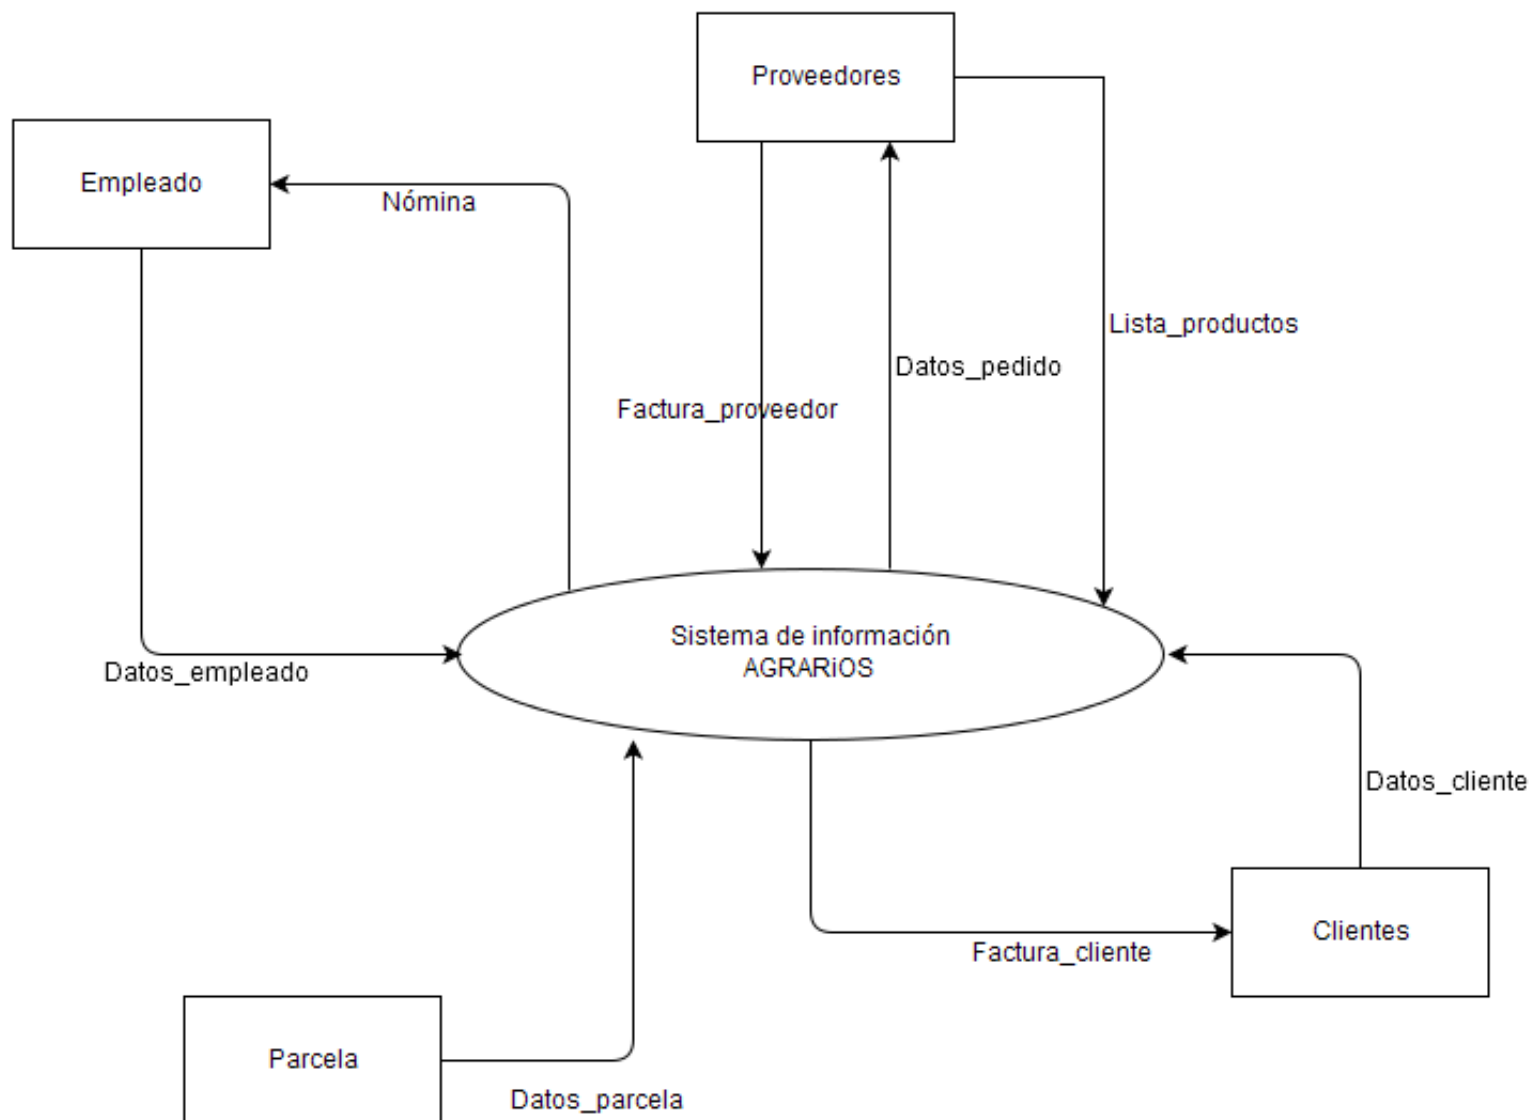 Proveedores
Empleado
Nómina
Lista_productos
Datos_pedido
Factura_proveedor
Sistema de información
AGRARiOS
Datos_empleado
Datos_cliente
Clientes
Factura_cliente
Parcela
Datos_parcela